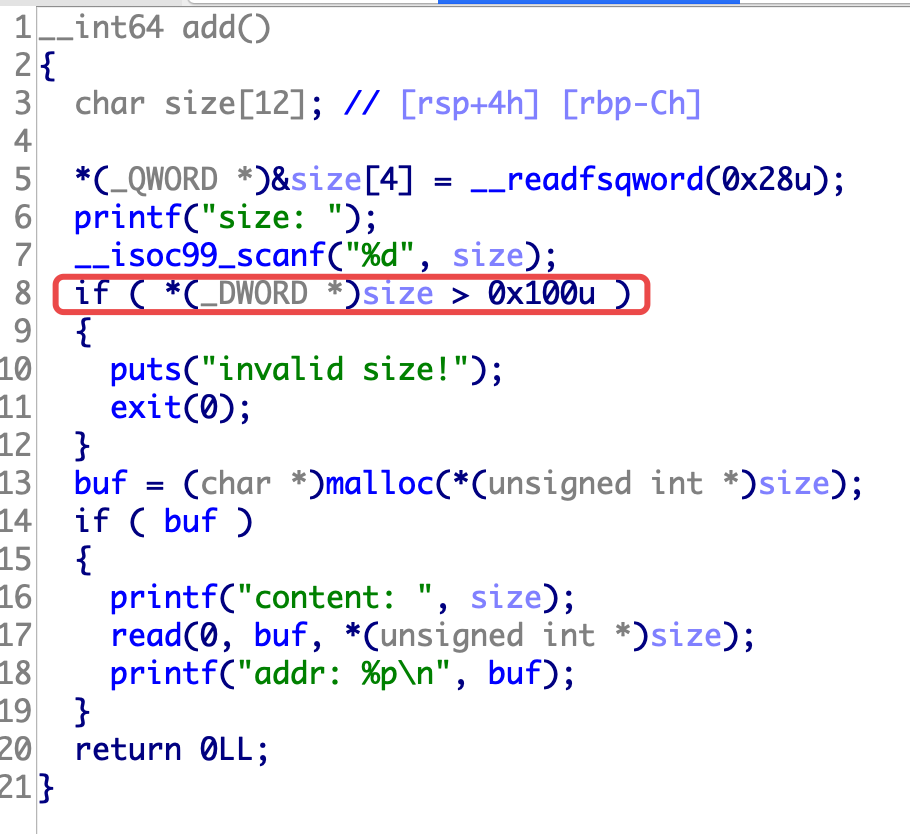 1 __int64 add()
2 {
3   char size[12]; // [rsp+4h] [rbp-Ch]
4
5   *(_QWORD *)&size[4] = __readfsqword(0x28u);
6   printf("size: ");
7   __isoc99_scanf("%d", size);
8   if ( *(_DWORD *)size > 0x100u )
9   {
10     puts("invalid size!");
11     exit(0);
12   }
13   buf = (char *)malloc(*(unsigned int *)size);
14   if ( buf )
15   {
16     printf("content: ", size);
17     read(0, buf, *(unsigned int *)size);
18     printf("addr: %p\n", buf);
19   }
20   return 0LL;
21 }